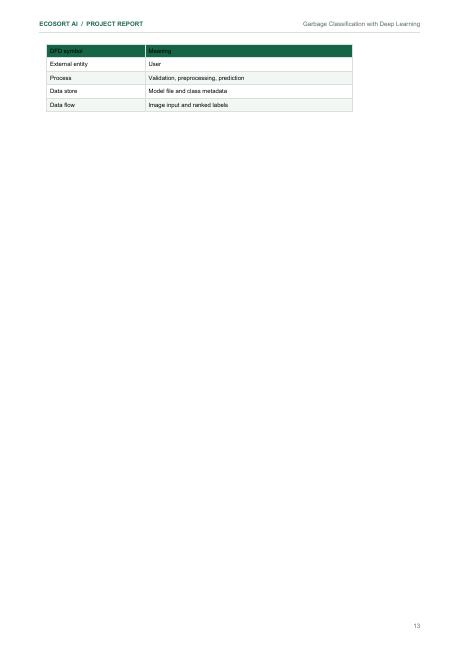 ECOSORT AI / PROJECT REPORT Garbage Classification with Deep Learning
DFD symbol Meaning
External entity User
Process Validation, preprocessing, prediction
Data store Model file and class metadata
Data flow Image input and ranked labels
13